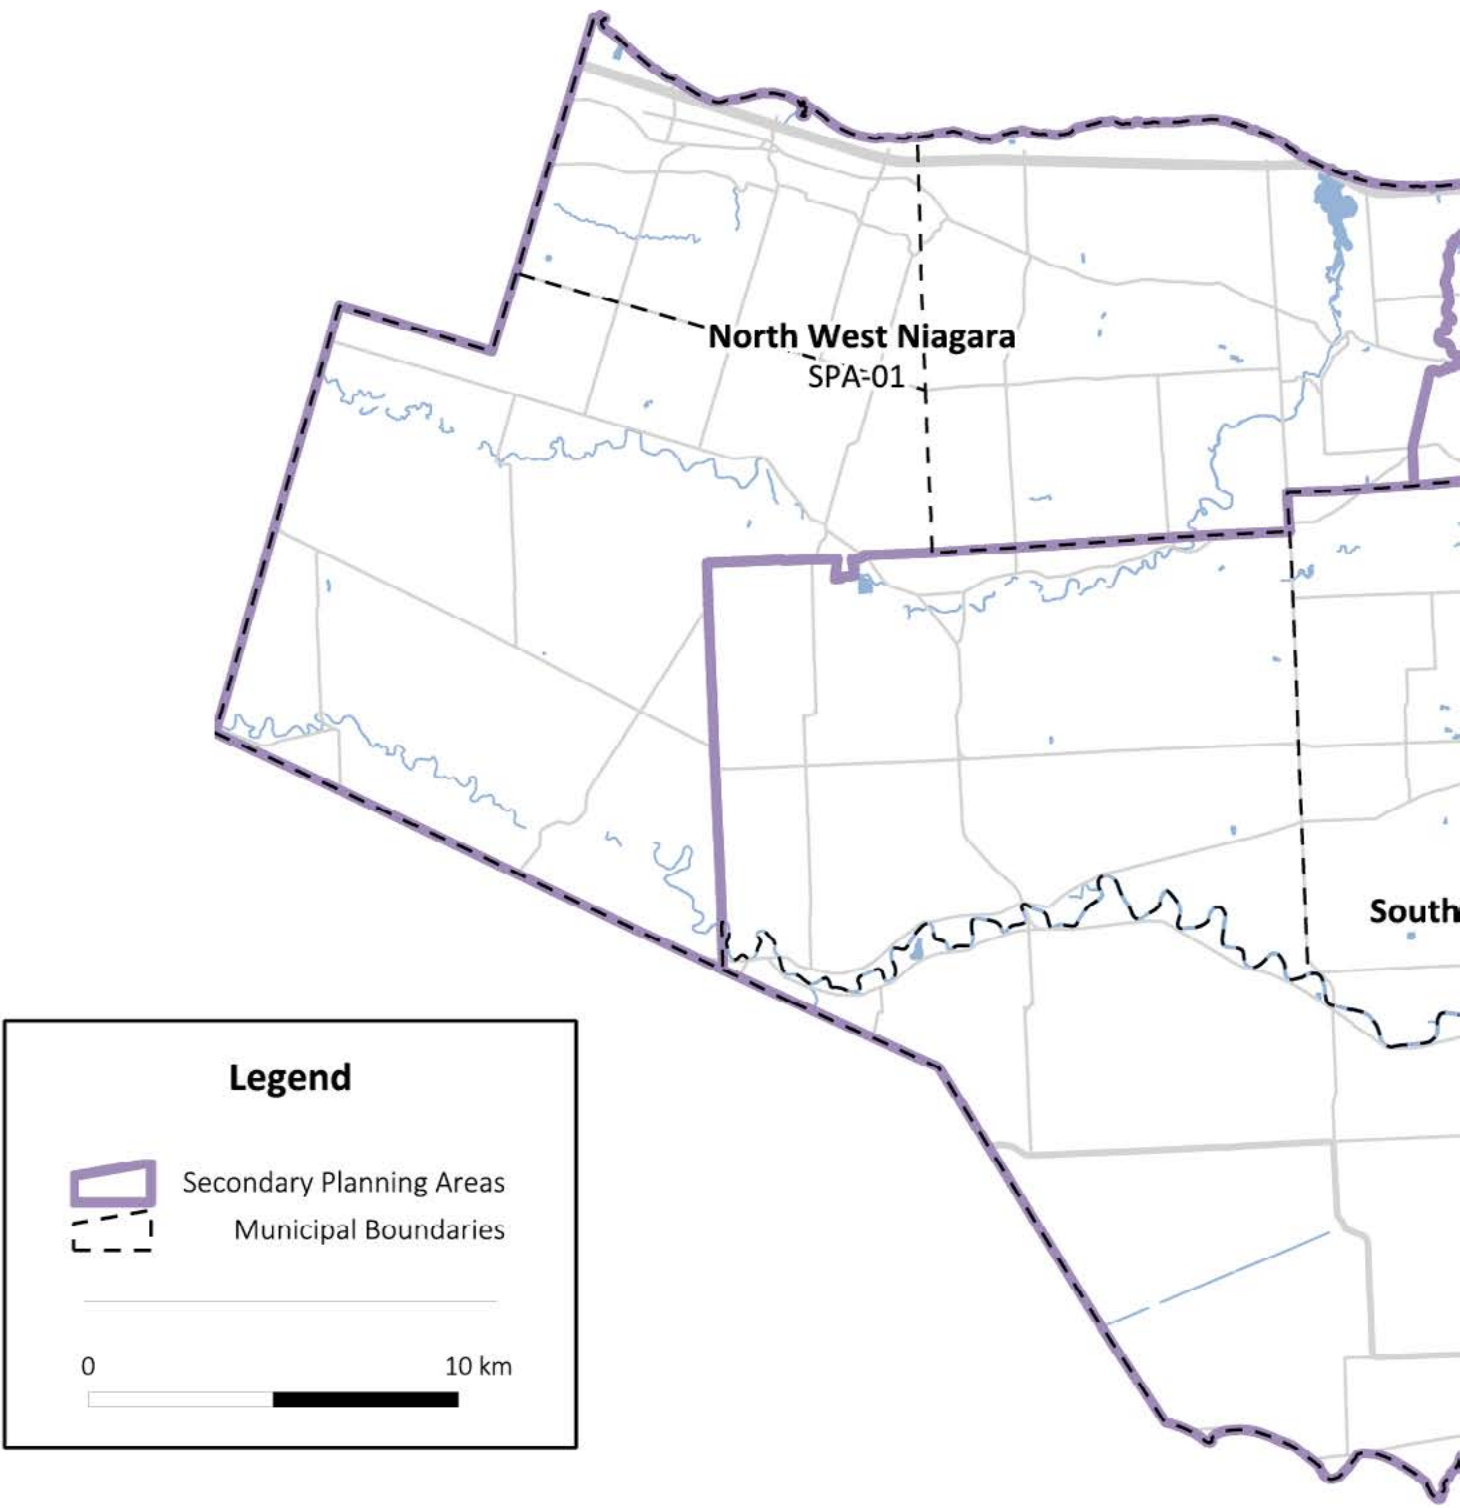 North West Niagara
SPA-01
South
Legend
Secondary Planning Areas
Municipal Boundaries
0 10 km